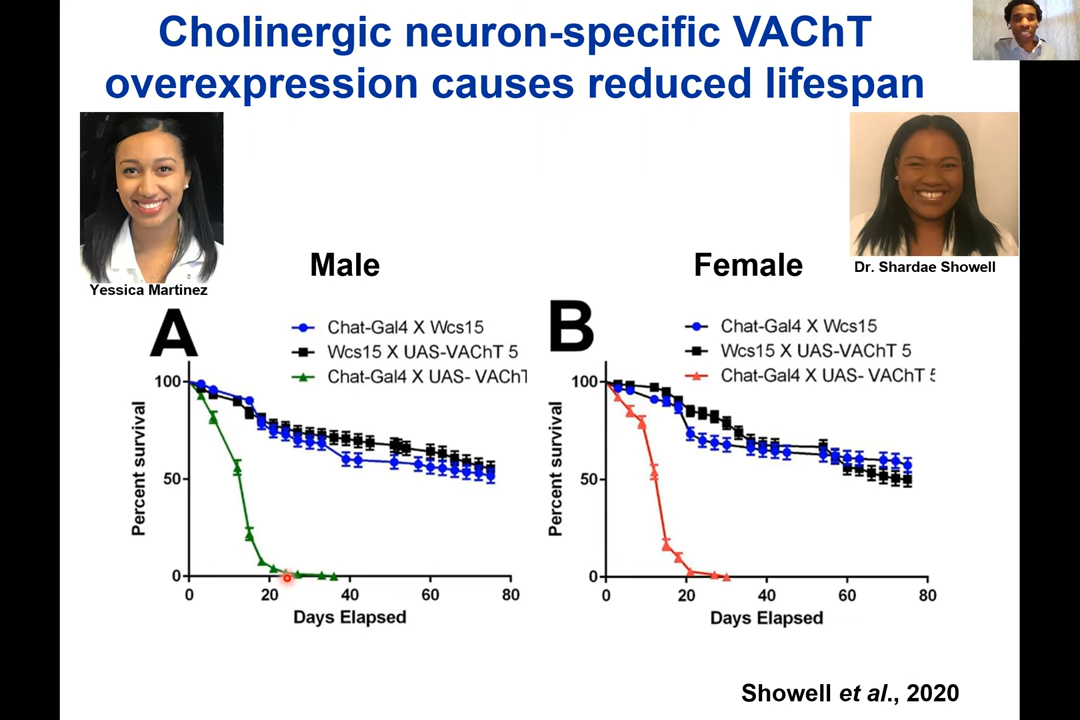 Cholinergic neuron-specific VAChT
overexpression causes reduced lifespan
Yessica Martinez
Dr. Shardae Showell
Male
Female
A
Chat-Gal4 X Wcs15
Wcs15 X UAS-VAChT 5
Chat-Gal4 X UAS- VAChT
100
50
0
Percent survival
0 20 40 60 80
Days Elapsed
B
Chat-Gal4 X Wcs15
Wcs15 X UAS-VAChT 5
Chat-Gal4 X UAS- VAChT 5
100
50
0
Percent survival
0 20 40 60 80
Days Elapsed
Showell et al., 2020